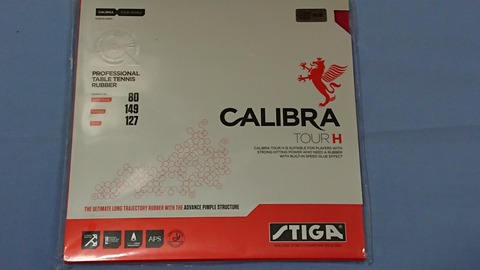 CALIBRA
PROFESSIONAL
TABLE TENNIS
RUBBER
80
149
127
CALIBRA
TOUR H
CALIBRA TOUR H IS SUITABLE FOR PLAYERS WITH
STRONG HITTING POWER WHO NEED A RUBBER
WITH BUILT-IN SPEED GLUE EFFECT
THE ULTIMATE LONG TRAJECTORY RUBBER WITH THE ADVANCE PIMPLE STRUCTURE
APS
STIGA